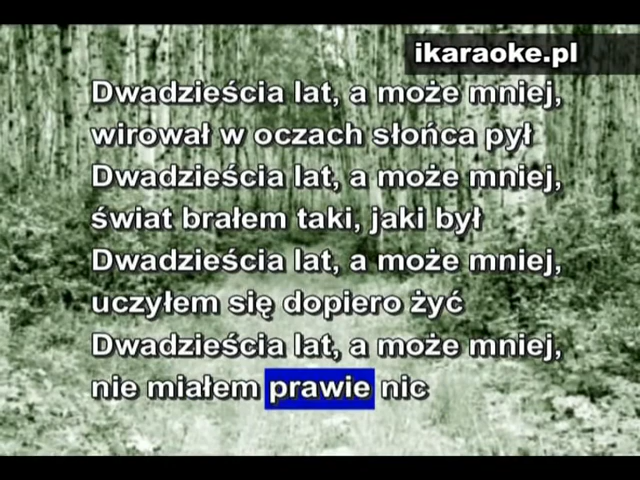 ikaraoke.pl
Dwadzieścia lat, a może mniej,
wirował w oczach słońca pył
Dwadzieścia lat, a może mniej,
świat brałem taki, jaki był
Dwadzieścia lat, a może mniej,
uczyłem się dopiero żyć
Dwadzieścia lat, a może mniej,
nie miałem prawie nic